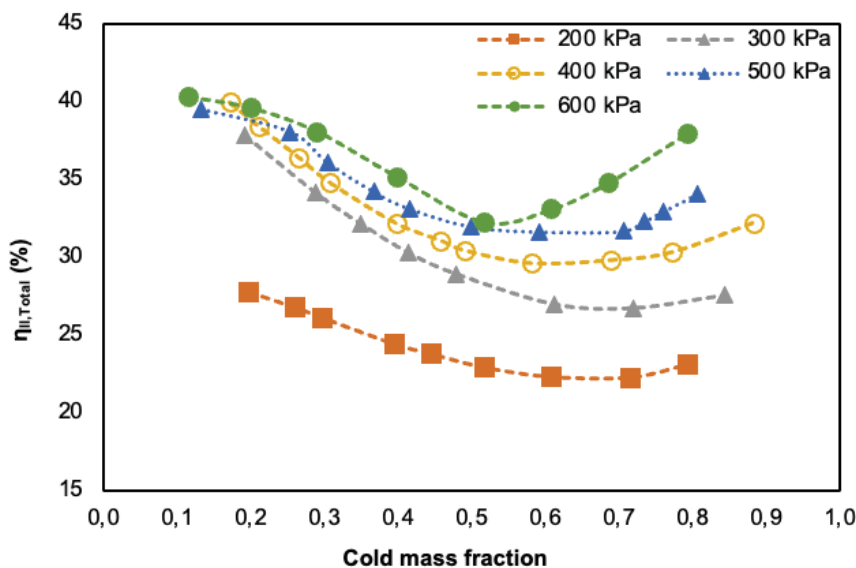 45
40
35
30
25
20
15
ηII,Total (%)
200 kPa
300 kPa
400 kPa
500 kPa
600 kPa
0,0 0,1 0,2 0,3 0,4 0,5 0,6 0,7 0,8 0,9 1,0
Cold mass fraction